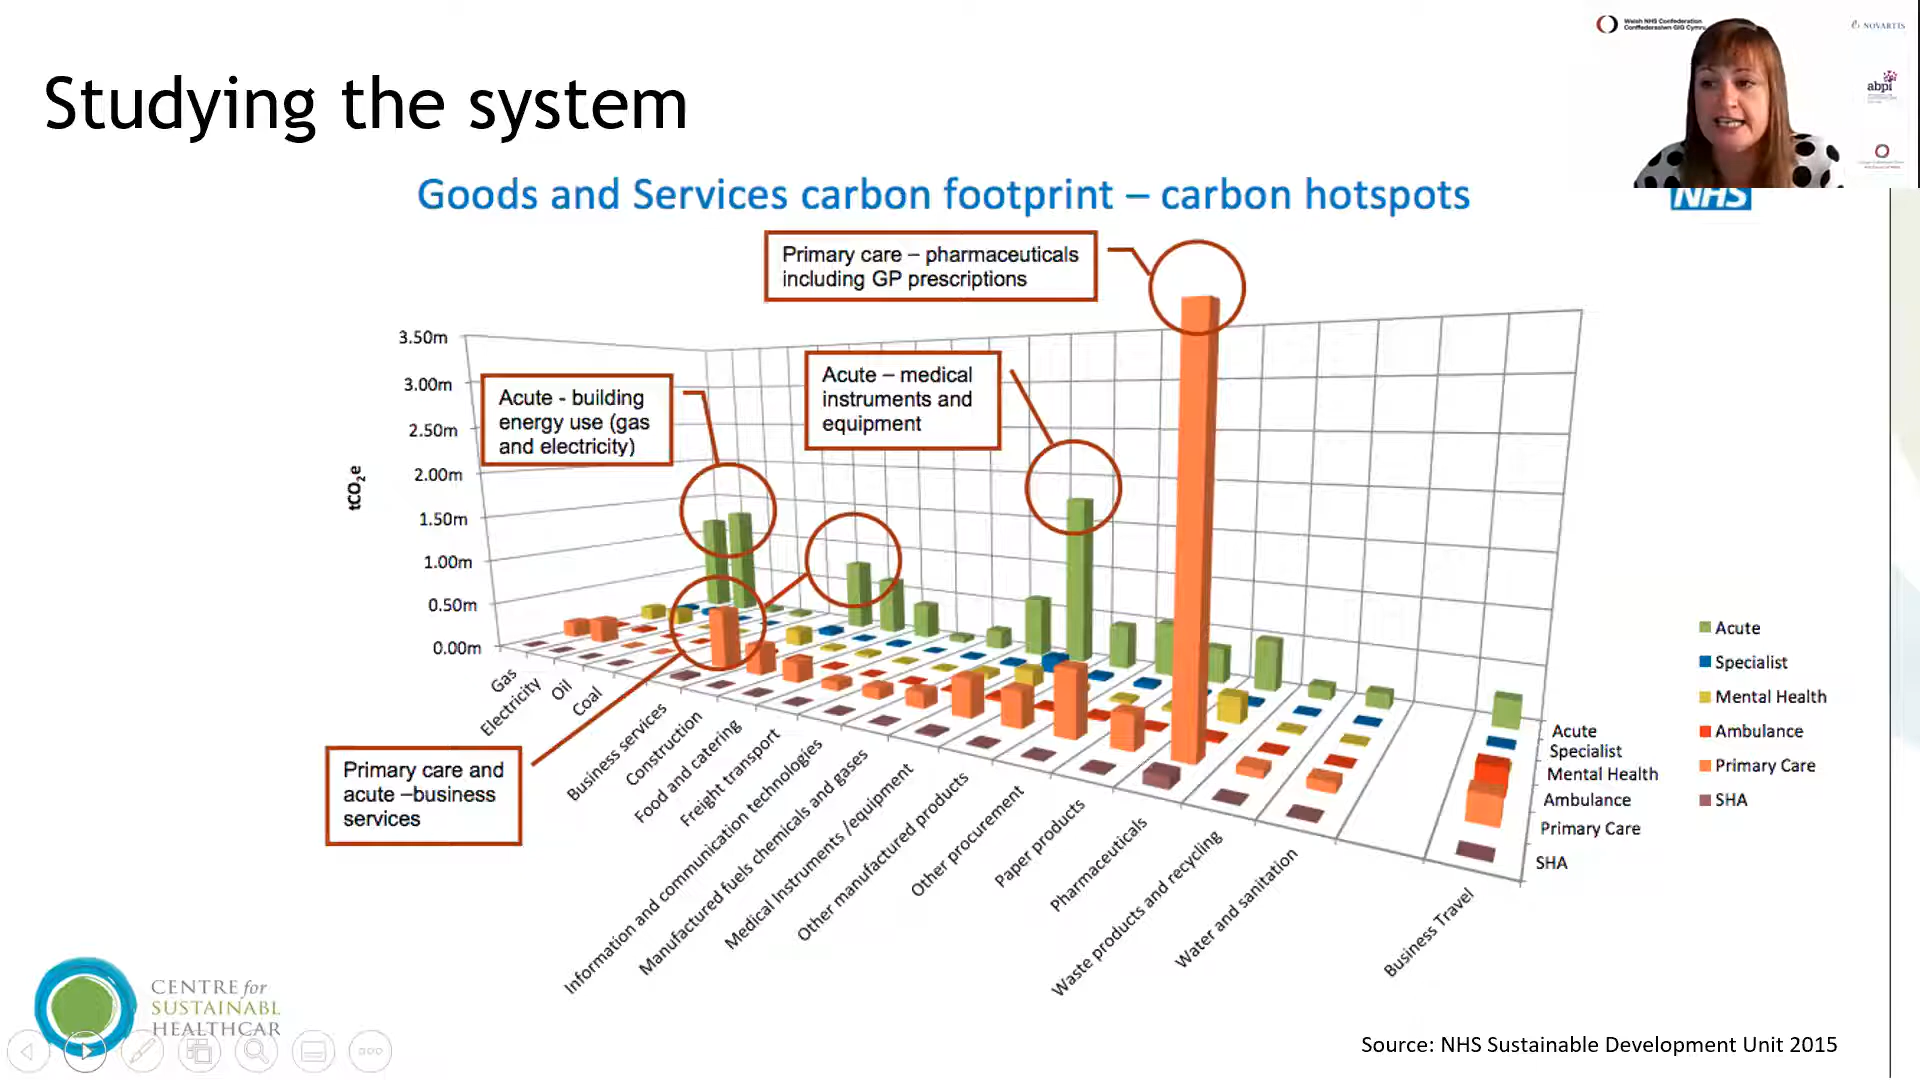 Welsh NHS Confederation
Conffederasiwn GIG Cymru
NOVARTIS
abpi
Studying the system
Goods and Services carbon footprint – carbon hotspots
NHS
Primary care – pharmaceuticals
including GP prescriptions
Acute - building
energy use (gas
and electricity)
Acute – medical
instruments and
equipment
Primary care and
acute –business
services
tCO2e
3.50m
3.00m
2.50m
2.00m
1.50m
1.00m
0.50m
0.00m
Gas
Electricity
Oil
Coal
Business services
Construction
Food and catering
Freight transport
Information and communication technologies
Manufactured fuels chemicals and gases
Medical Instruments /equipment
Other manufactured products
Other procurement
Paper products
Pharmaceuticals
Waste products and recycling
Water and sanitation
Business Travel
Acute
Specialist
Mental Health
Ambulance
Primary Care
SHA
Acute
Specialist
Mental Health
Ambulance
Primary Care
SHA
CENTRE for
SUSTAINABL
HEALTHCAR
Source: NHS Sustainable Development Unit 2015